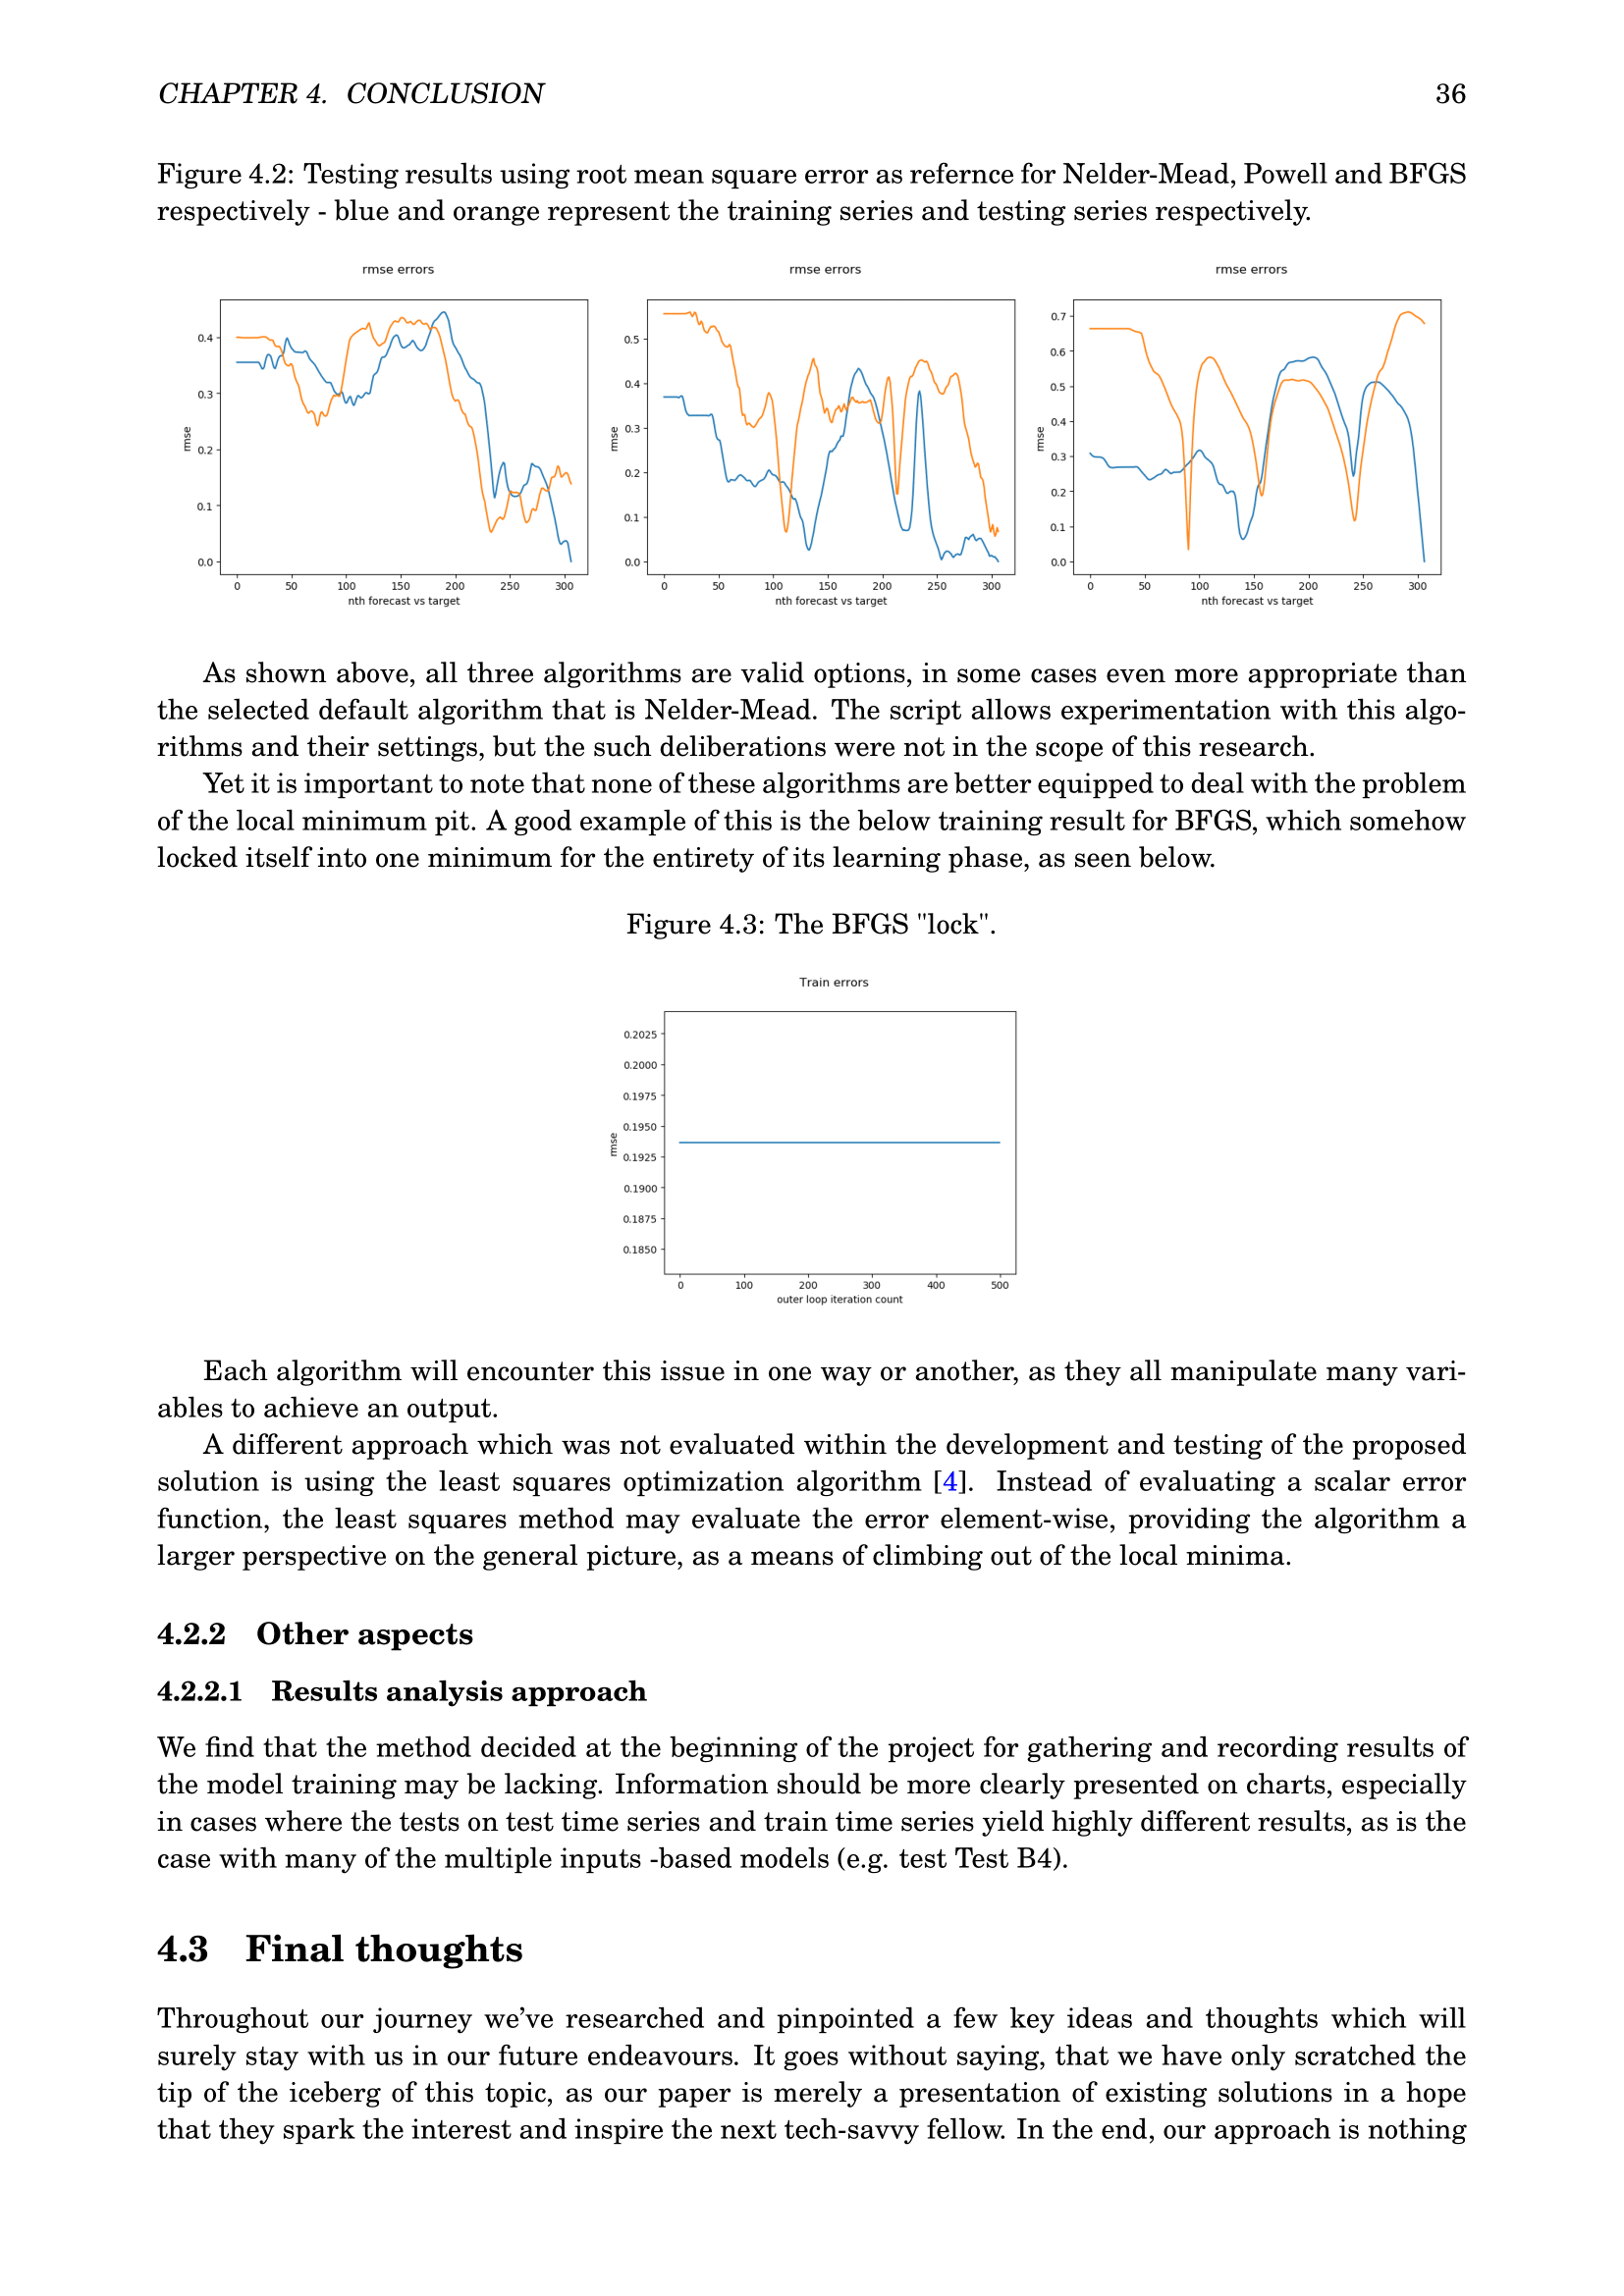 CHAPTER 4. CONCLUSION 36
Figure 4.2: Testing results using root mean square error as refernce for Nelder-Mead, Powell and BFGS
respectively - blue and orange represent the training series and testing series respectively.
rmse errors
0.4
0.3
0.2
0.1
0.0
rmse
0 50 100 150 200 250 300
nth forecast vs target
rmse errors
0.5
0.4
0.3
0.2
0.1
0.0
rmse
0 50 100 150 200 250 300
nth forecast vs target
rmse errors
0.7
0.6
0.5
0.4
0.3
0.2
0.1
0.0
rmse
0 50 100 150 200 250 300
nth forecast vs target
As shown above, all three algorithms are valid options, in some cases even more appropriate than
the selected default algorithm that is Nelder-Mead. The script allows experimentation with this algo-
rithms and their settings, but the such deliberations were not in the scope of this research.
Yet it is important to note that none of these algorithms are better equipped to deal with the problem
of the local minimum pit. A good example of this is the below training result for BFGS, which somehow
locked itself into one minimum for the entirety of its learning phase, as seen below.
Figure 4.3: The BFGS "lock".
Train errors
0.2025
0.2000
0.1975
0.1950
0.1925
0.1900
0.1875
0.1850
rmse
0 100 200 300 400 500
outer loop iteration count
Each algorithm will encounter this issue in one way or another, as they all manipulate many vari-
ables to achieve an output.
A different approach which was not evaluated within the development and testing of the proposed
solution is using the least squares optimization algorithm [4]. Instead of evaluating a scalar error
function, the least squares method may evaluate the error element-wise, providing the algorithm a
larger perspective on the general picture, as a means of climbing out of the local minima.
4.2.2 Other aspects
4.2.2.1 Results analysis approach
We find that the method decided at the beginning of the project for gathering and recording results of
the model training may be lacking. Information should be more clearly presented on charts, especially
in cases where the tests on test time series and train time series yield highly different results, as is the
case with many of the multiple inputs -based models (e.g. test Test B4).
4.3 Final thoughts
Throughout our journey we've researched and pinpointed a few key ideas and thoughts which will
surely stay with us in our future endeavours. It goes without saying, that we have only scratched the
tip of the iceberg of this topic, as our paper is merely a presentation of existing solutions in a hope
that they spark the interest and inspire the next tech-savvy fellow. In the end, our approach is nothing